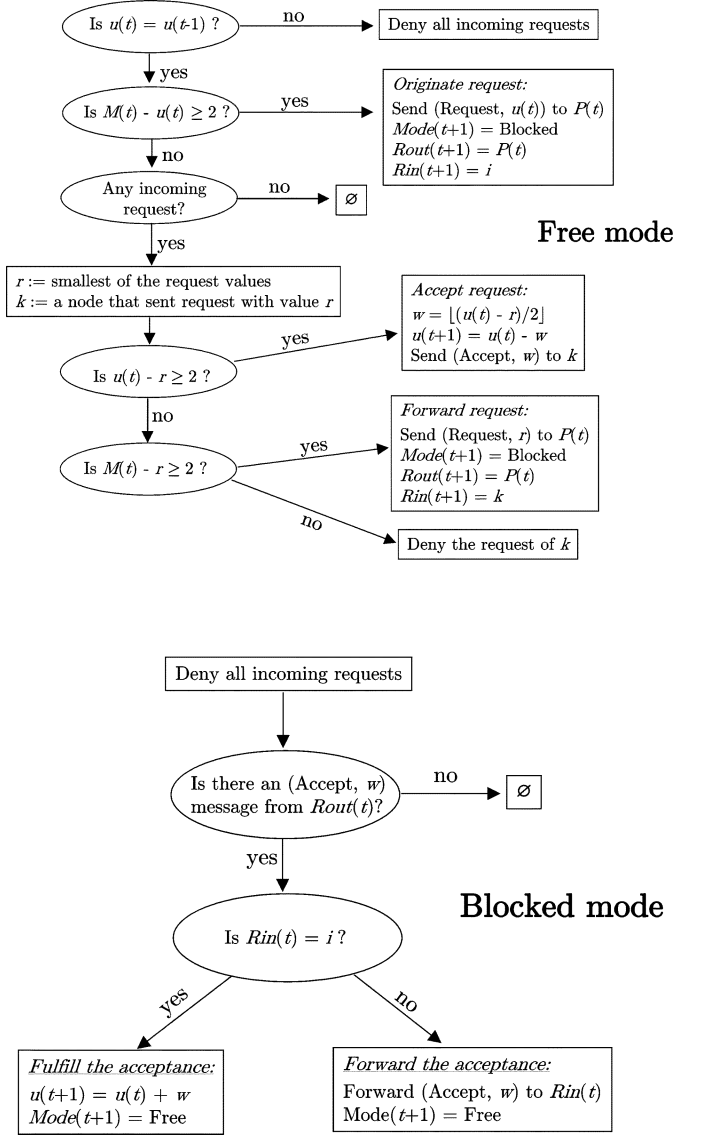 Is u(t) = u(t-1) ?
no
Deny all incoming requests
yes
Is M(t) - u(t) ≥ 2 ?
yes
Originate request:
Send (Request, u(t)) to P(t)
Mode(t+1) = Blocked
Rout(t+1) = P(t)
Rin(t+1) = i
no
Any incoming
request?
no
∅
Free mode
yes
r := smallest of the request values
k := a node that sent request with value r
Is u(t) - r ≥ 2 ?
yes
Accept request:
w = ⌊(u(t) - r)/2⌋
u(t+1) = u(t) - w
Send (Accept, w) to k
no
Is M(t) - r ≥ 2 ?
yes
Forward request:
Send (Request, r) to P(t)
Mode(t+1) = Blocked
Rout(t+1) = P(t)
Rin(t+1) = k
no
Deny the request of k
Deny all incoming requests
Is there an (Accept, w)
message from Rout(t)?
no
∅
yes
Blocked mode
Is Rin(t) = i ?
yes
no
Fulfill the acceptance:
u(t+1) = u(t) + w
Mode(t+1) = Free
Forward the acceptance:
Forward (Accept, w) to Rin(t)
Mode(t+1) = Free